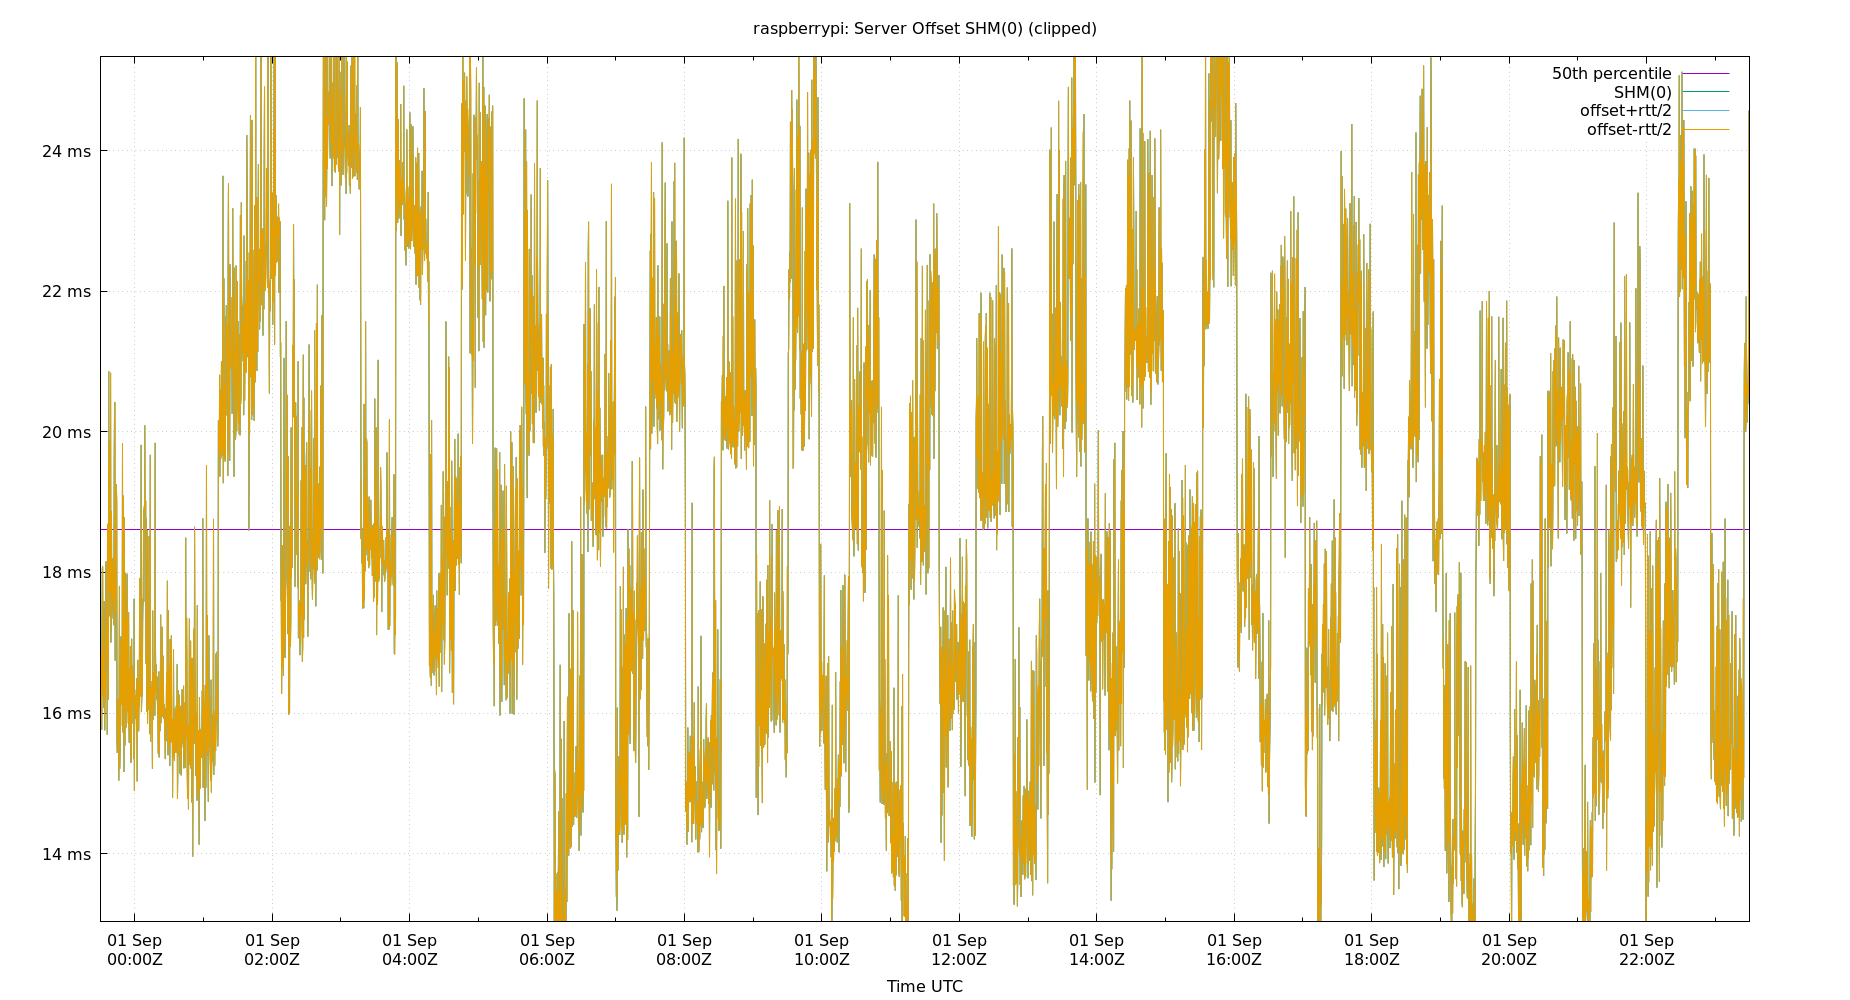 raspberrypi: Server Offset SHM(0) (clipped)
50th percentile
SHM(0)
offset+rtt/2
offset-rtt/2
24 ms
22 ms
20 ms
18 ms
16 ms
14 ms
01 Sep 01 Sep 01 Sep 01 Sep 01 Sep 01 Sep 01 Sep 01 Sep 01 Sep 01 Sep 01 Sep 01 Sep
00:00Z 02:00Z 04:00Z 06:00Z 08:00Z 10:00Z 12:00Z 14:00Z 16:00Z 18:00Z 20:00Z 22:00Z
Time UTC